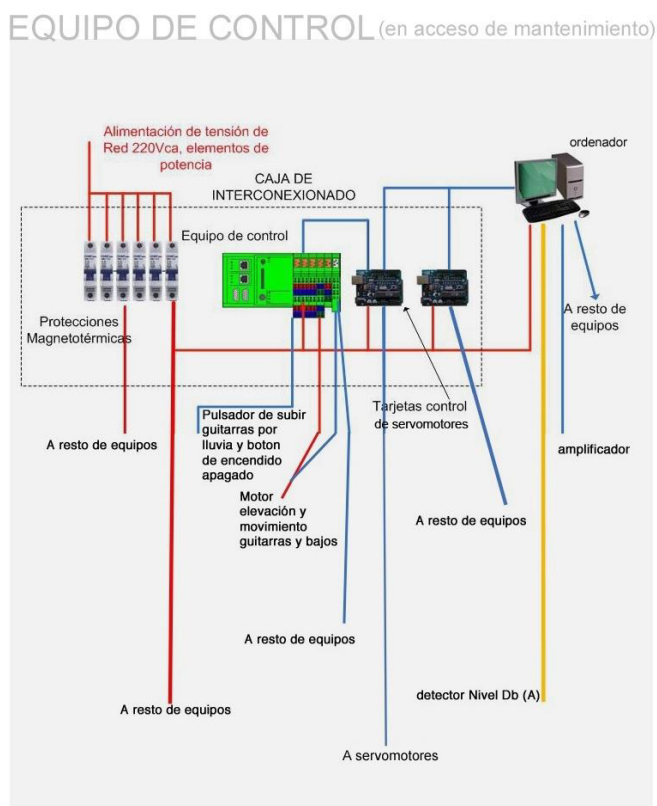 EQUIPO DE CONTROL (en acceso de mantenimiento)
Alimentación de tensión de
Red 220Vca, elementos de
potencia
ordenador
CAJA DE
INTERCONEXIONADO
Equipo de control
Protecciones
Magnetotérmicas
A resto de
equipos
Tarjetas control
de servomotores
Pulsador de subir
guitarras por
lluvia y boton
de encendido
apagado
A resto de equipos
amplificador
Motor
elevación y
movimiento
guitarras y bajos
A resto de equipos
A resto de equipos
detector Nivel Db (A)
A resto de equipos
A servomotores